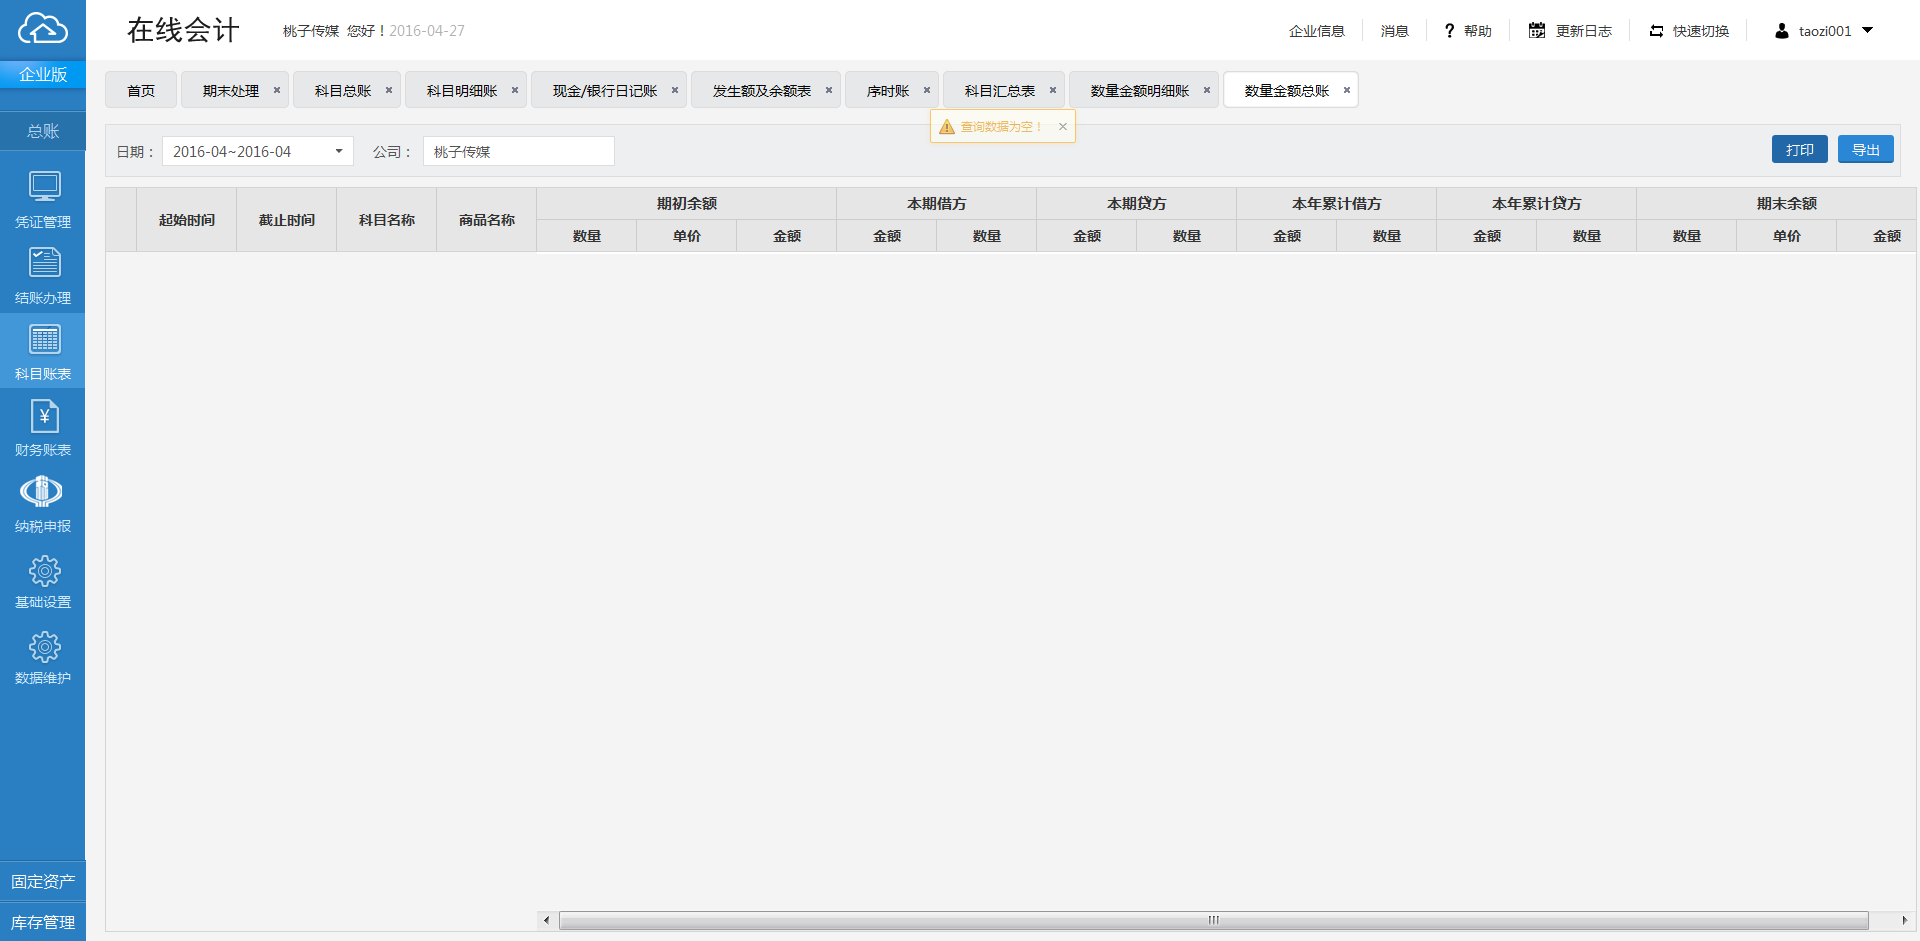 在线会计
桃子传媒 您好！2016-04-27
企业信息 消息 ? 帮助 更新日志 快速切换 taozi001
企业版
首页 期末处理 科目总账 科目明细账 现金/银行日记账 发生额及余额表 序时账 科目汇总表 数量金额明细账 数量金额总账
查询数据为空！
总账
日期： 2016-04~2016-04 公司： 桃子传媒 打印 导出
起始时间 截止时间 科目名称 商品名称 期初余额 本期借方 本期贷方 本年累计借方 本年累计贷方 期末余额
数量 单价 金额 金额 数量 金额 数量 金额 数量 金额 数量 数量 单价 金额
凭证管理
结账办理
科目账表
¥
财务账表
纳税申报
基础设置
数据维护
固定资产
库存管理